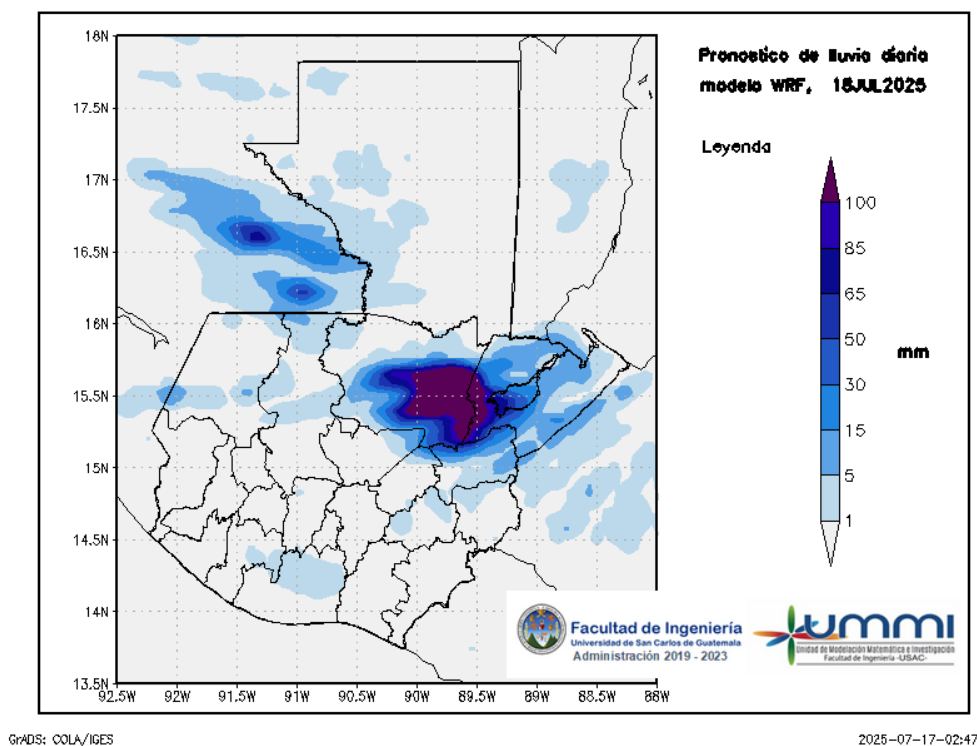 Pronostico de lluvia diaria
modelo WRF, 18JUL2025
Leyenda
100
85
65
50
30
15
5
1
mm
18N
17.5N
17N
16.5N
16N
15.5N
15N
14.5N
14N
13.5N
92.5W 92W 91.5W 91W 90.5W 90W 89.5W 89W 88.5W 88W
Facultad de Ingeniería
Universidad de San Carlos de Guatemala
Administración 2019 - 2023
ummi
Unidad de Modelación Matemática e Investigación
Facultad de Ingeniería -USAC-
GrADS: COLA/IGES
2025-07-17-02:47